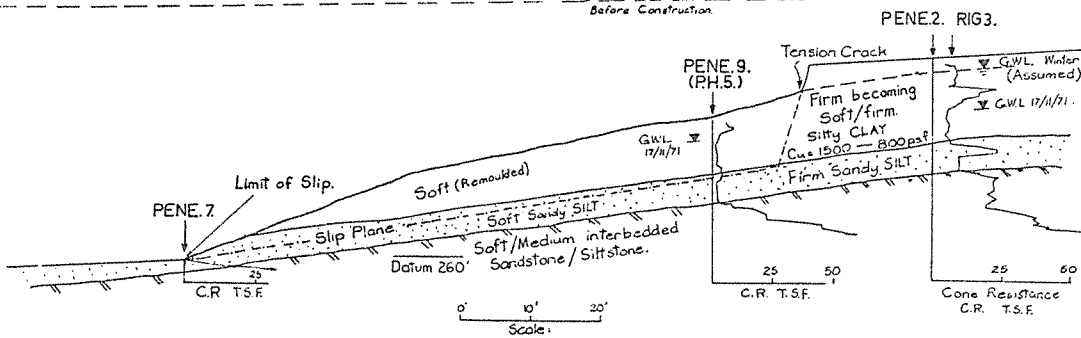 Before Construction.
PENE.2. RIG3.
Tension Crack
G.W.L. Winter
(Assumed)
PENE.9.
(P.H.5.)
Firm becoming
Soft/firm.
Silty CLAY
Cu = 1500 — 800 psf
G.W.L 17/11/71.
G.W.L
17/11/71
Firm Sandy SILT
Soft (Remoulded)
Limit of Slip.
PENE.7.
Slip Plane
Soft Sandy SILT
Soft/Medium interbedded
Sandstone/Siltstone.
Datum 260'
25
C.R T.S.F.
25 50
C.R. T.S.F.
25 50
Cone Resistance
C.R. T.S.F.
0' 10' 20'
Scale: